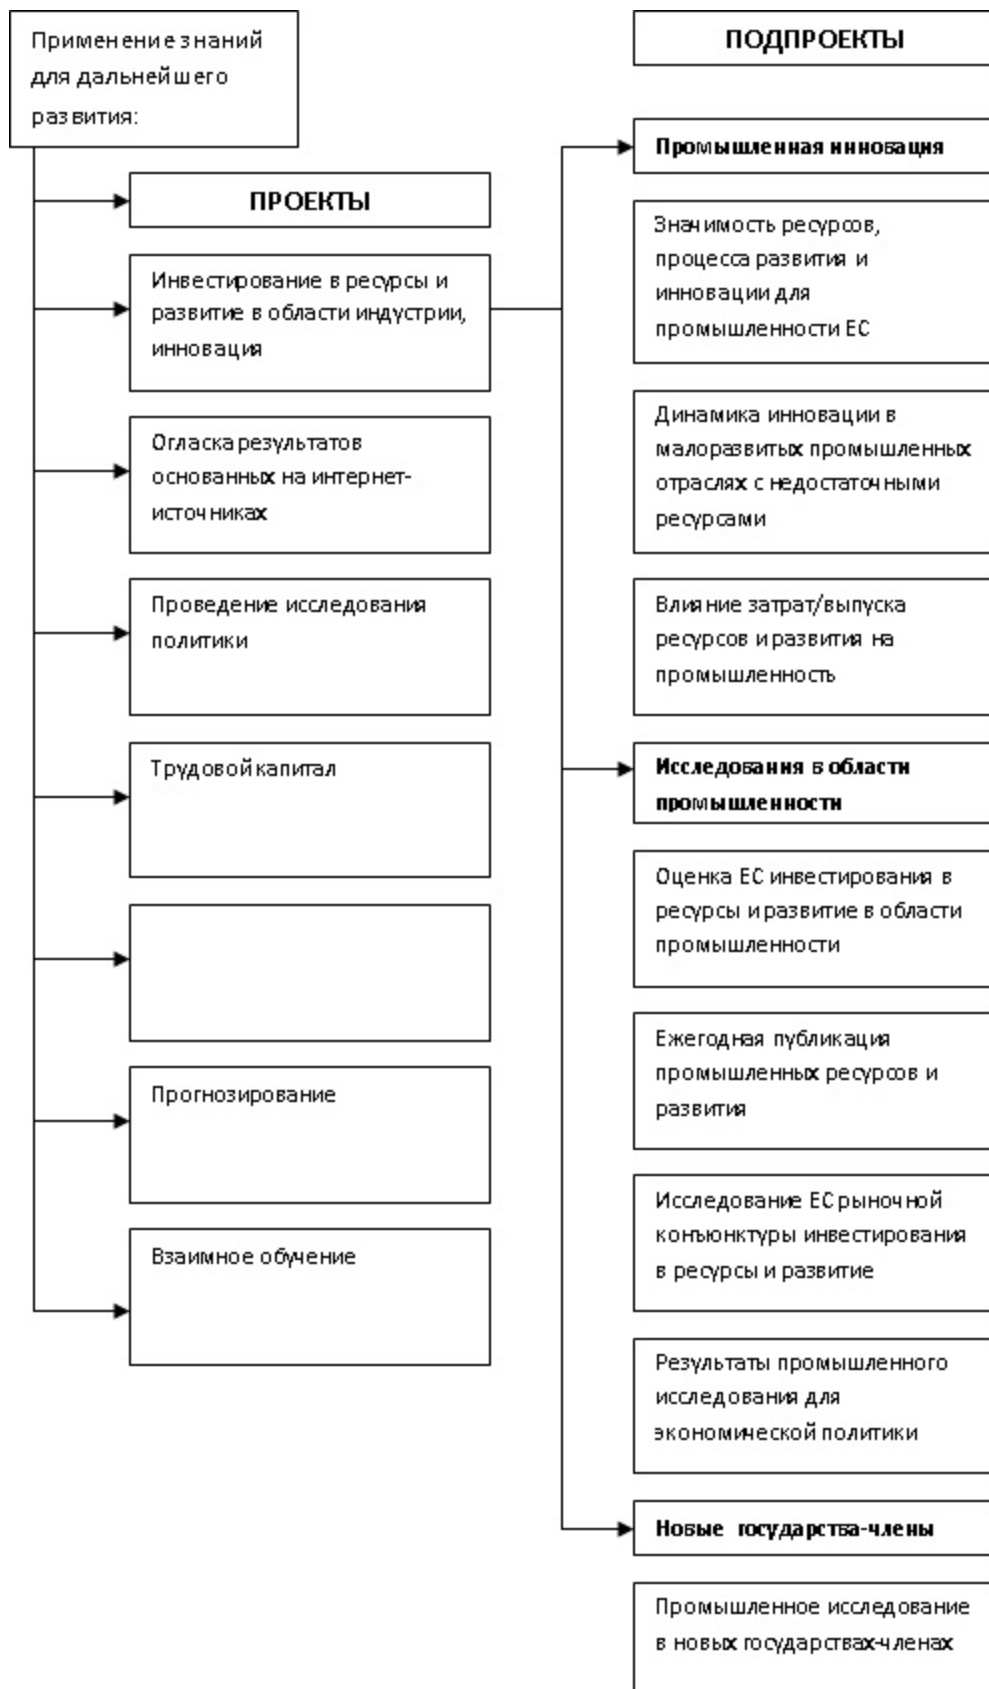 Применение знаний
для дальнейшего
развития:
ПРОЕКТЫ
Инвестирование в ресурсы и
развитие в области индустрии,
инновация
Огласка результатов
основанных на интернет-
источниках
Проведение исследования
политики
Трудовой капитал
Прогнозирование
Взаимное обучение
ПОДПРОЕКТЫ
Промышленная инновация
Значимость ресурсов,
процесса развития и
инновации для
промышленности ЕС
Динамика инновации в
малоразвитых промышленных
отраслях с недостаточными
ресурсами
Влияние затрат/выпуска
ресурсов и развития на
промышленность
Исследования в области
промышленности
Оценка ЕС инвестирования в
ресурсы и развитие в области
промышленности
Ежегодная публикация
промышленных ресурсов и
развития
Исследование ЕС рыночной
конъюнктуры инвестирования
в ресурсы и развитие
Результаты промышленного
исследования для
экономической политики
Новые государства-члены
Промышленное исследование
в новых государствах-членах